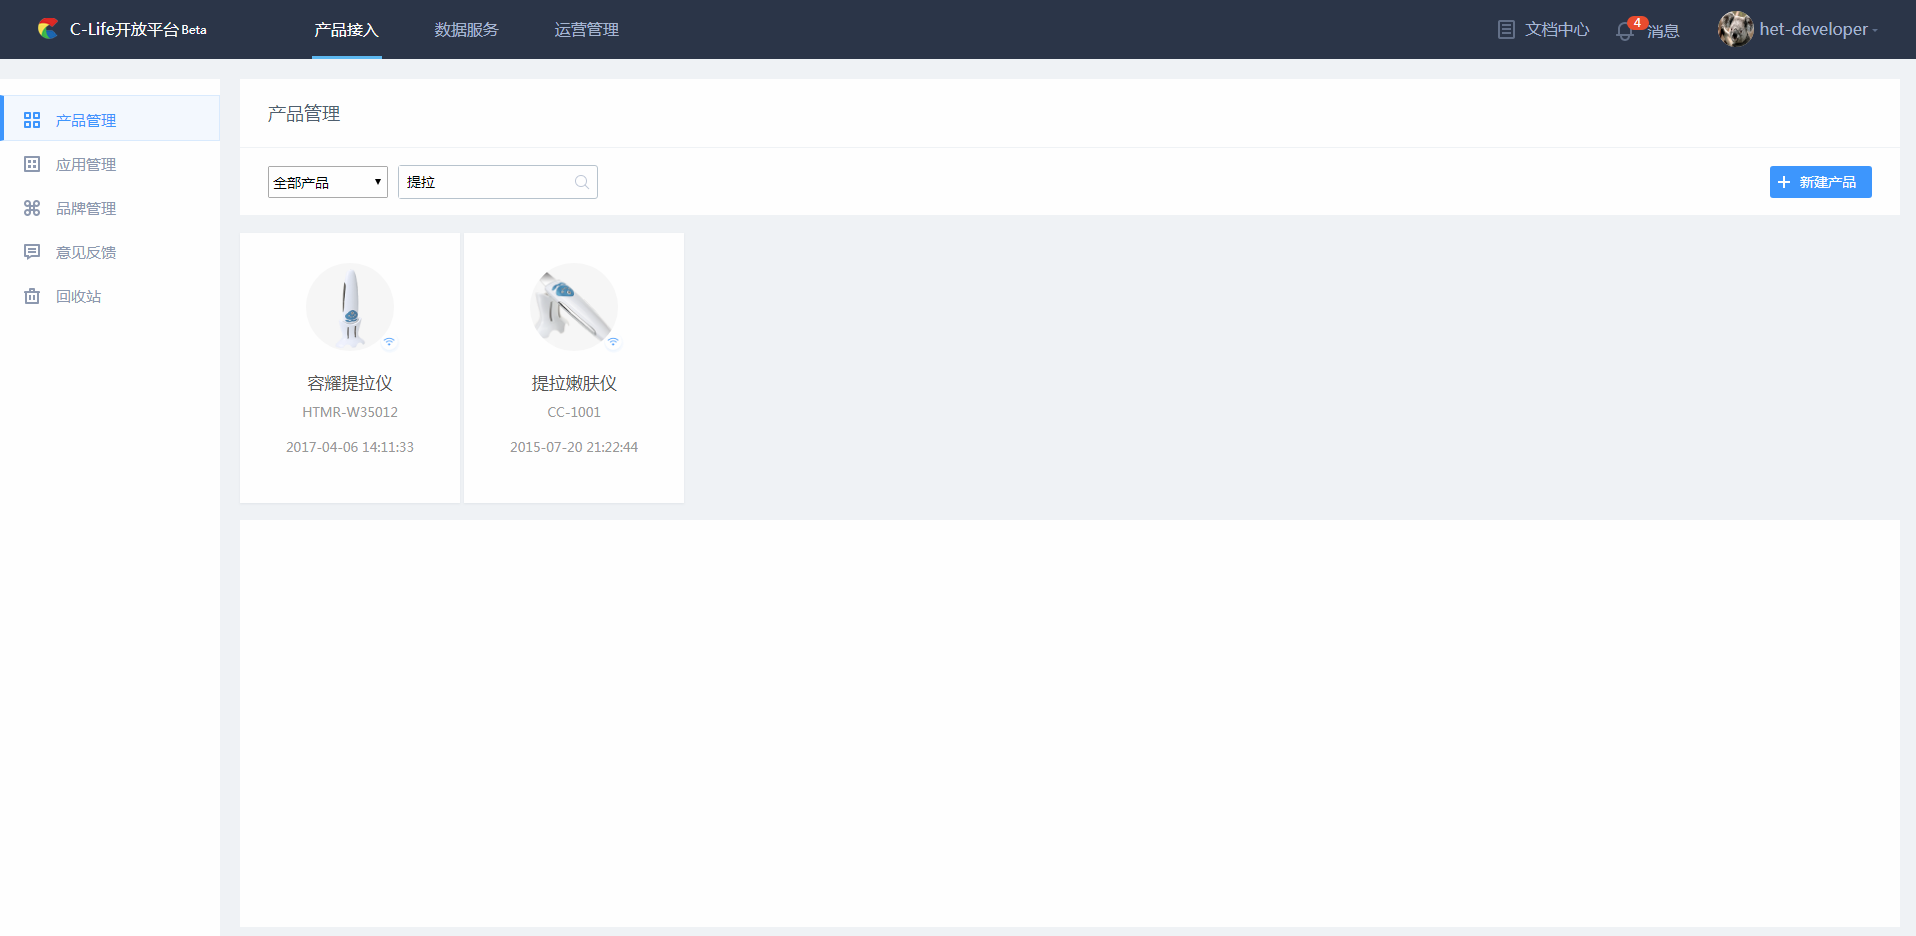 C-Life开放平台Beta
产品接入
数据服务
运营管理
文档中心
4
消息
het-developer
产品管理
应用管理
品牌管理
意见反馈
回收站
产品管理
全部产品
提拉
新建产品
容耀提拉仪
HTMR-W35012
2017-04-06 14:11:33
提拉嫩肤仪
CC-1001
2015-07-20 21:22:44